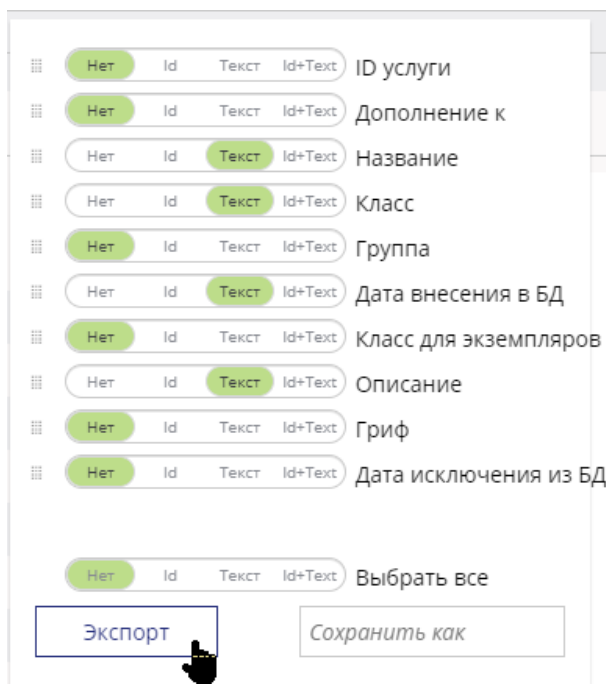 Нет Id Текст Id+Text ID услуги
Нет Id Текст Id+Text Дополнение к
Нет Id Текст Id+Text Название
Нет Id Текст Id+Text Класс
Нет Id Текст Id+Text Группа
Нет Id Текст Id+Text Дата внесения в БД
Нет Id Текст Id+Text Класс для экземпляров
Нет Id Текст Id+Text Описание
Нет Id Текст Id+Text Гриф
Нет Id Текст Id+Text Дата исключения из БД
Нет Id Текст Id+Text Выбрать все
Экспорт Сохранить как